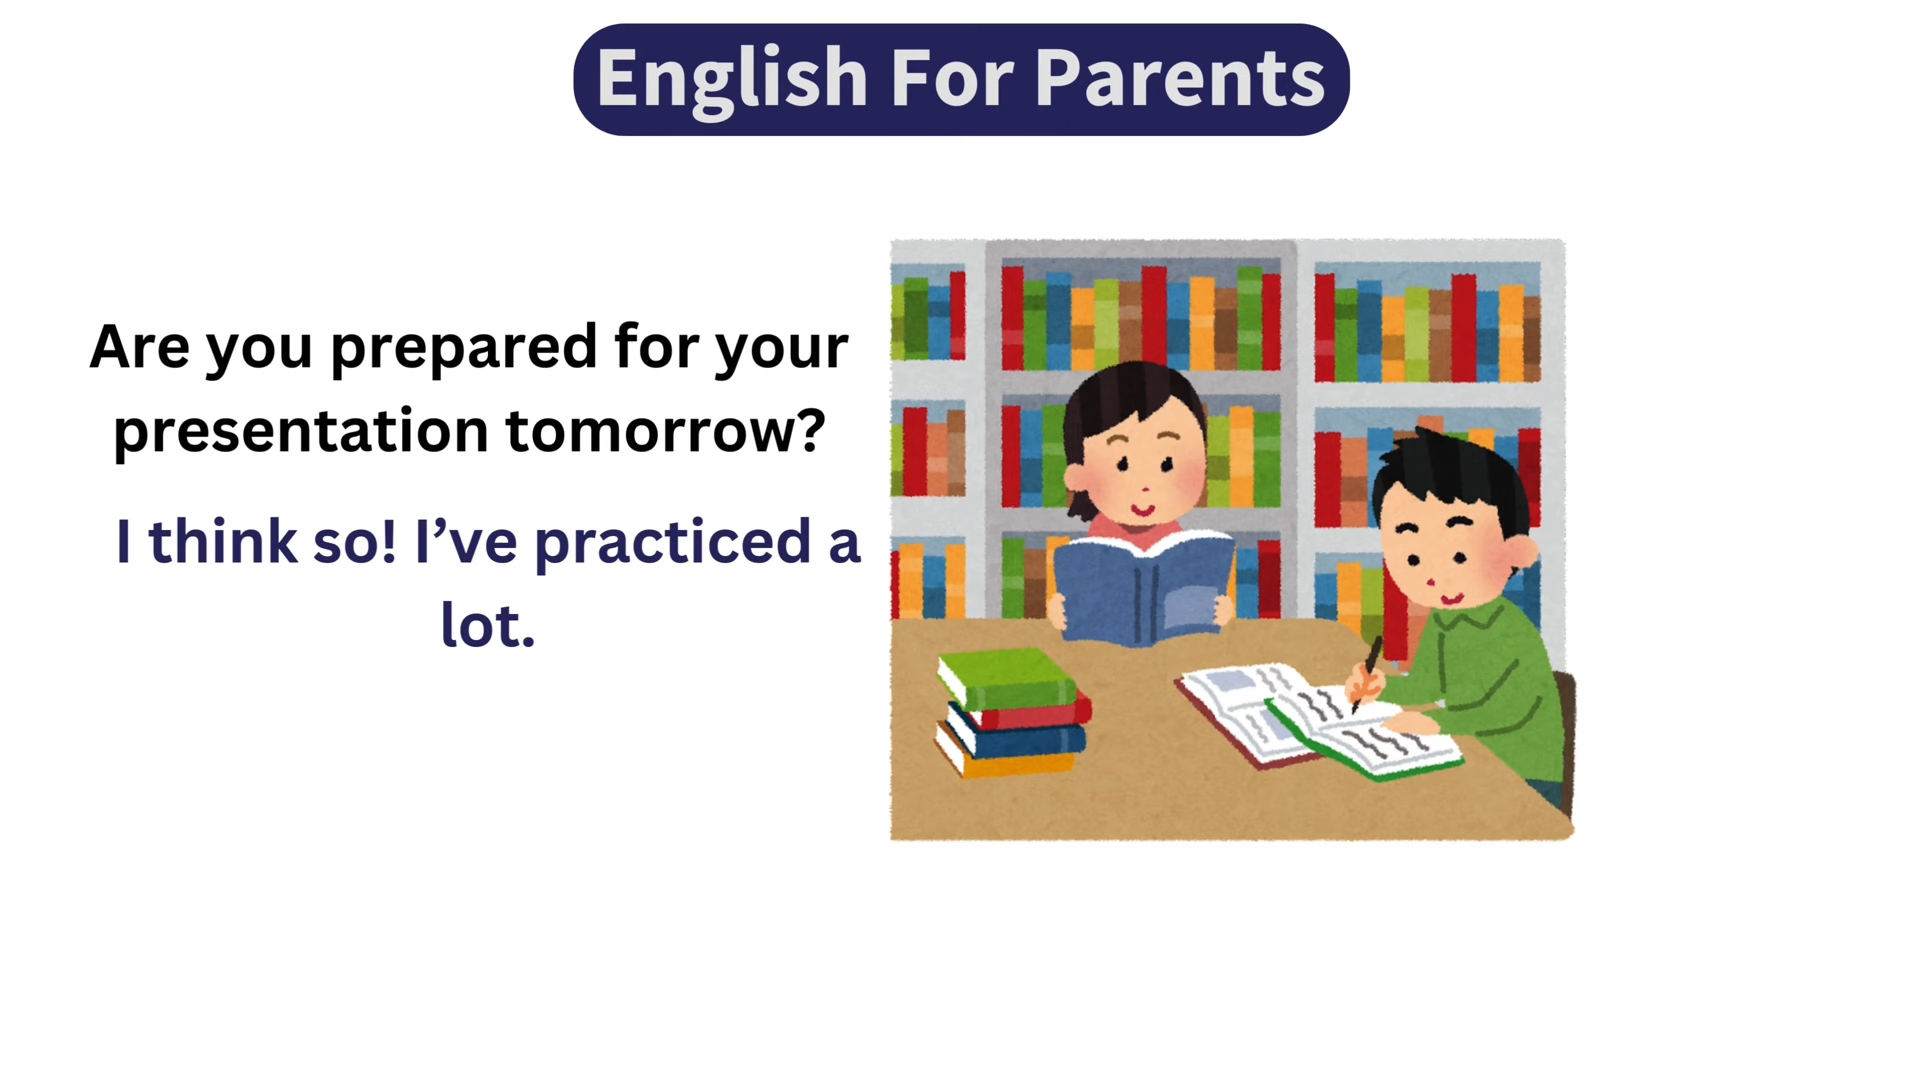 English For Parents
Are you prepared for your
presentation tomorrow?
I think so! I’ve practiced a
lot.